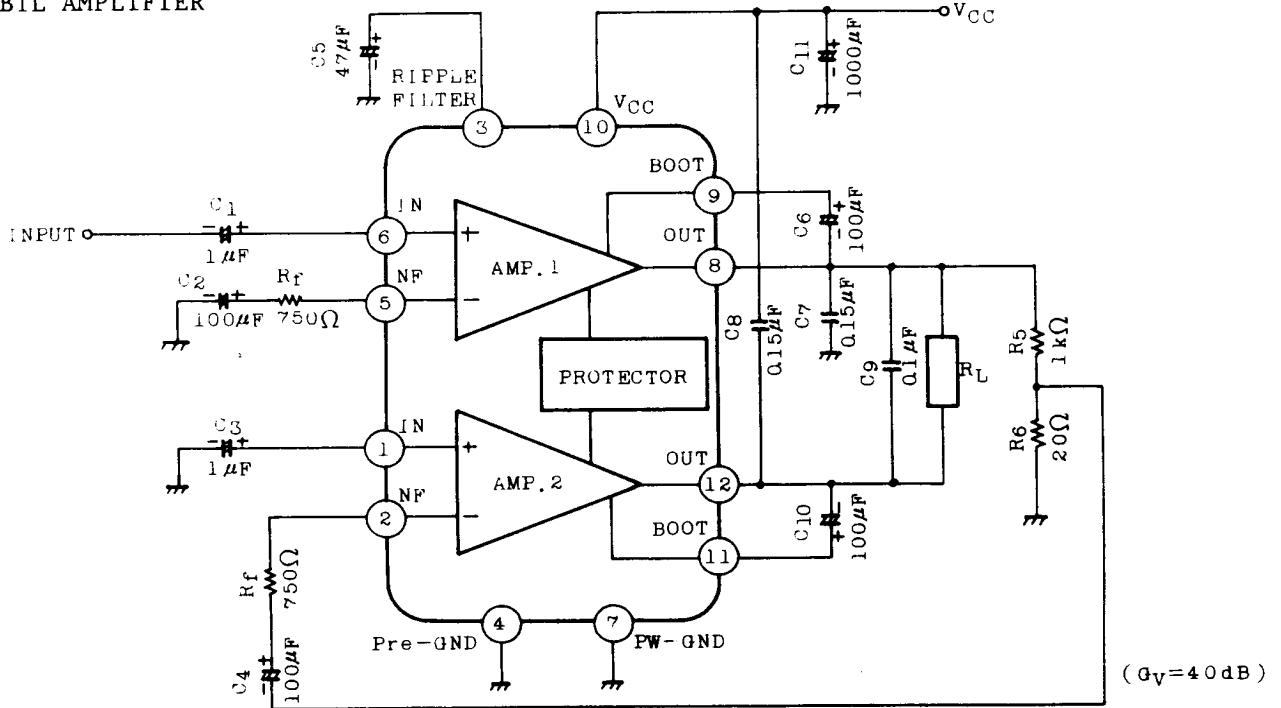 BTL AMPLIFIER
C5
47μF
RIPPLE
FILTER
3
VCC
10
C11
1000μF
VCC
BOOT
9
INPUT
C1
1μF
IN
6
AMP.1
OUT
8
C6
100μF
C2
100μF
Rf
750Ω
NF
5
C8
0.15μF
C7
0.15μF
C9
0.1μF
RL
R5
1kΩ
PROTECTOR
C3
1μF
IN
1
AMP.2
OUT
12
R6
20Ω
NF
2
BOOT
11
C10
100μF
Rf
750Ω
Pre-GND
4
7
PW-GND
C4
100μF
(GV=40dB)